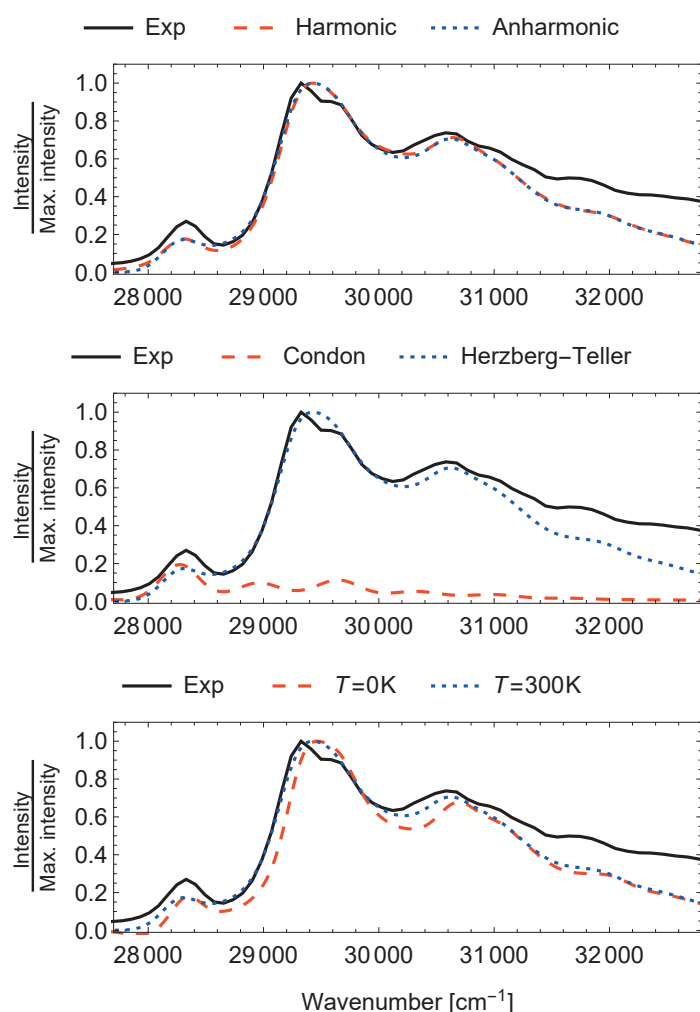 Exp Harmonic Anharmonic
Intensity
Max. intensity
1.0
0.8
0.6
0.4
0.2
0.0
28000 29000 30000 31000 32000
Exp Condon Herzberg–Teller
Intensity
Max. intensity
1.0
0.8
0.6
0.4
0.2
0.0
28000 29000 30000 31000 32000
Exp T=0K T=300K
Intensity
Max. intensity
1.0
0.8
0.6
0.4
0.2
0.0
28000 29000 30000 31000 32000
Wavenumber [cm⁻¹]